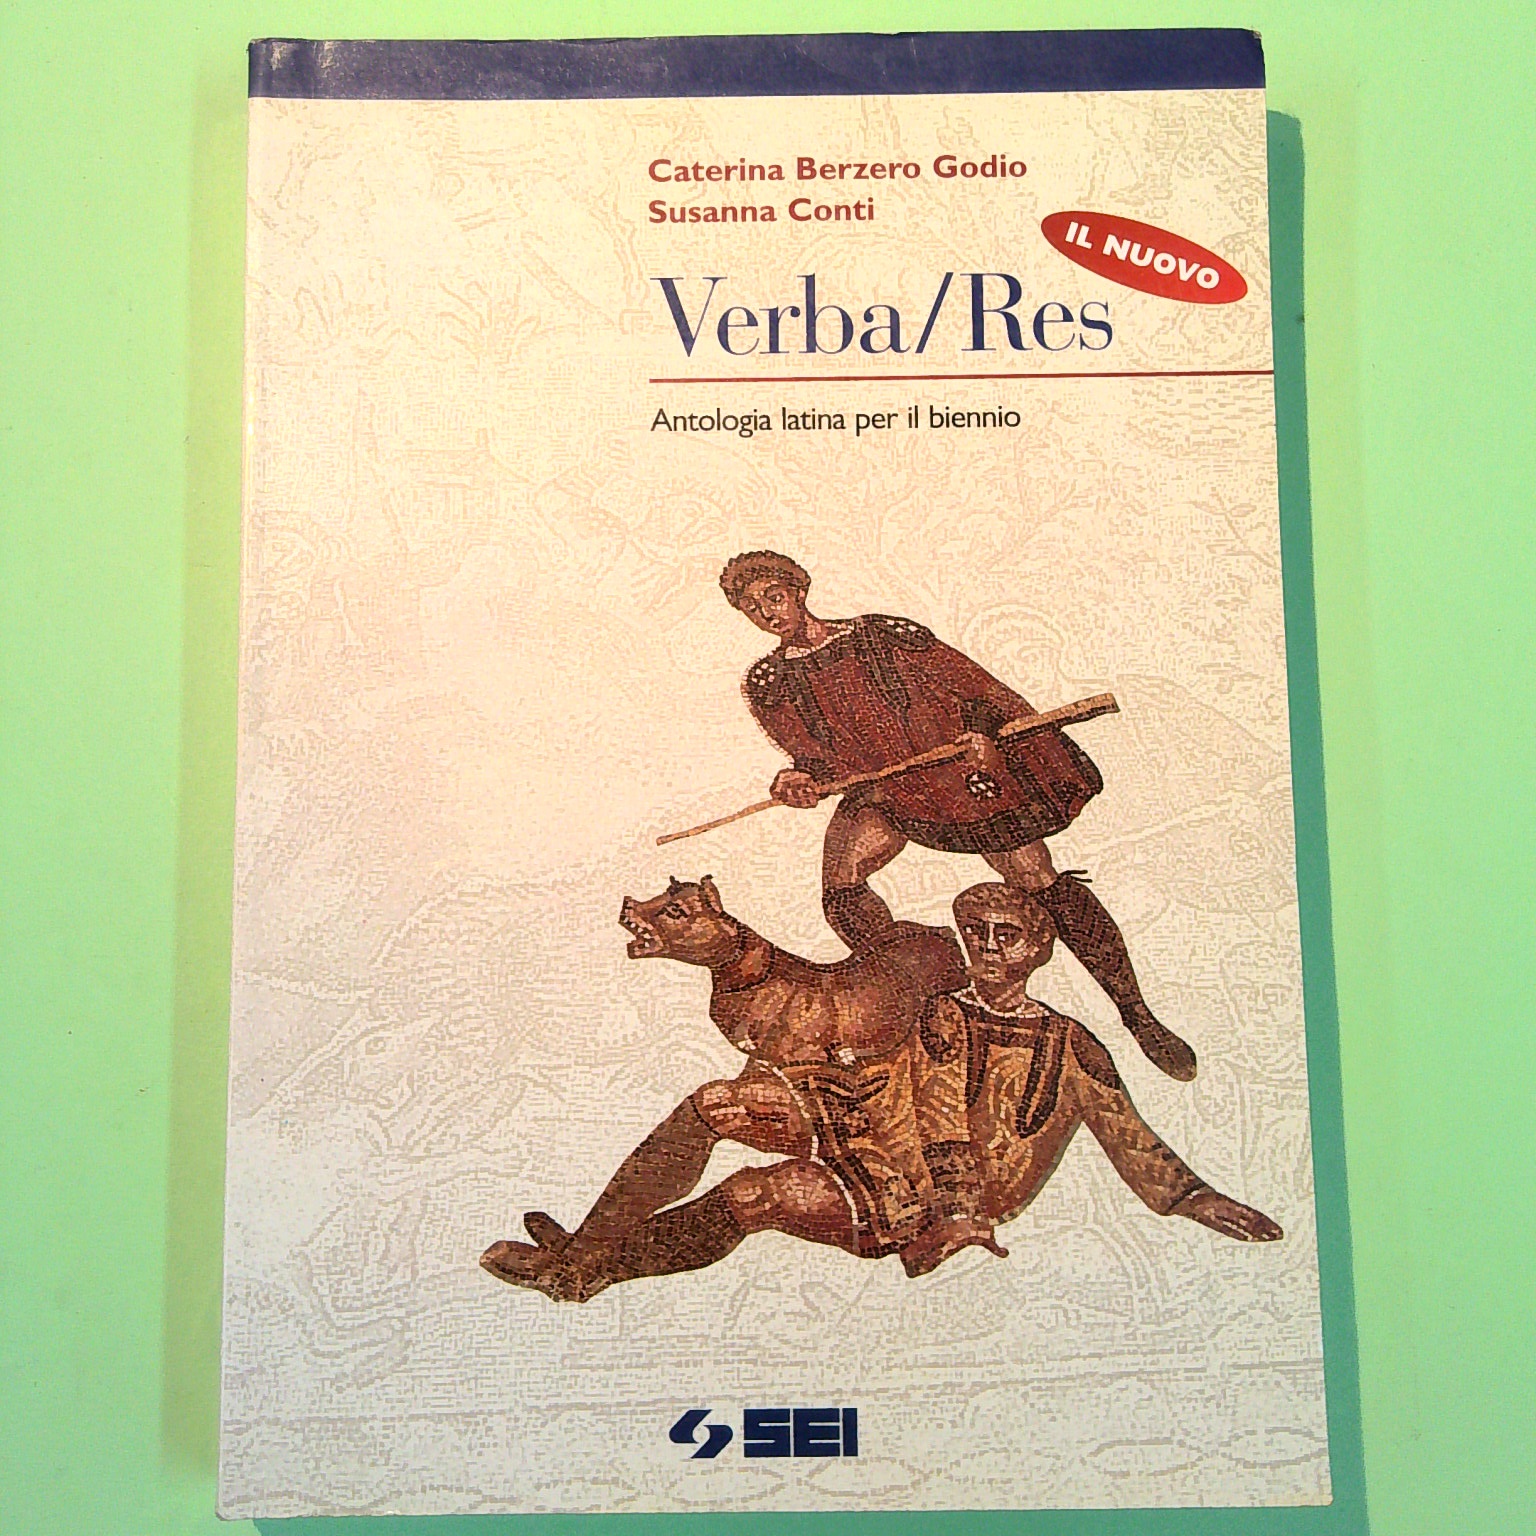 Caterina Berzero Godio
Susanna Conti
IL NUOVO
Verba/Res
Antologia latina per il biennio
SEI